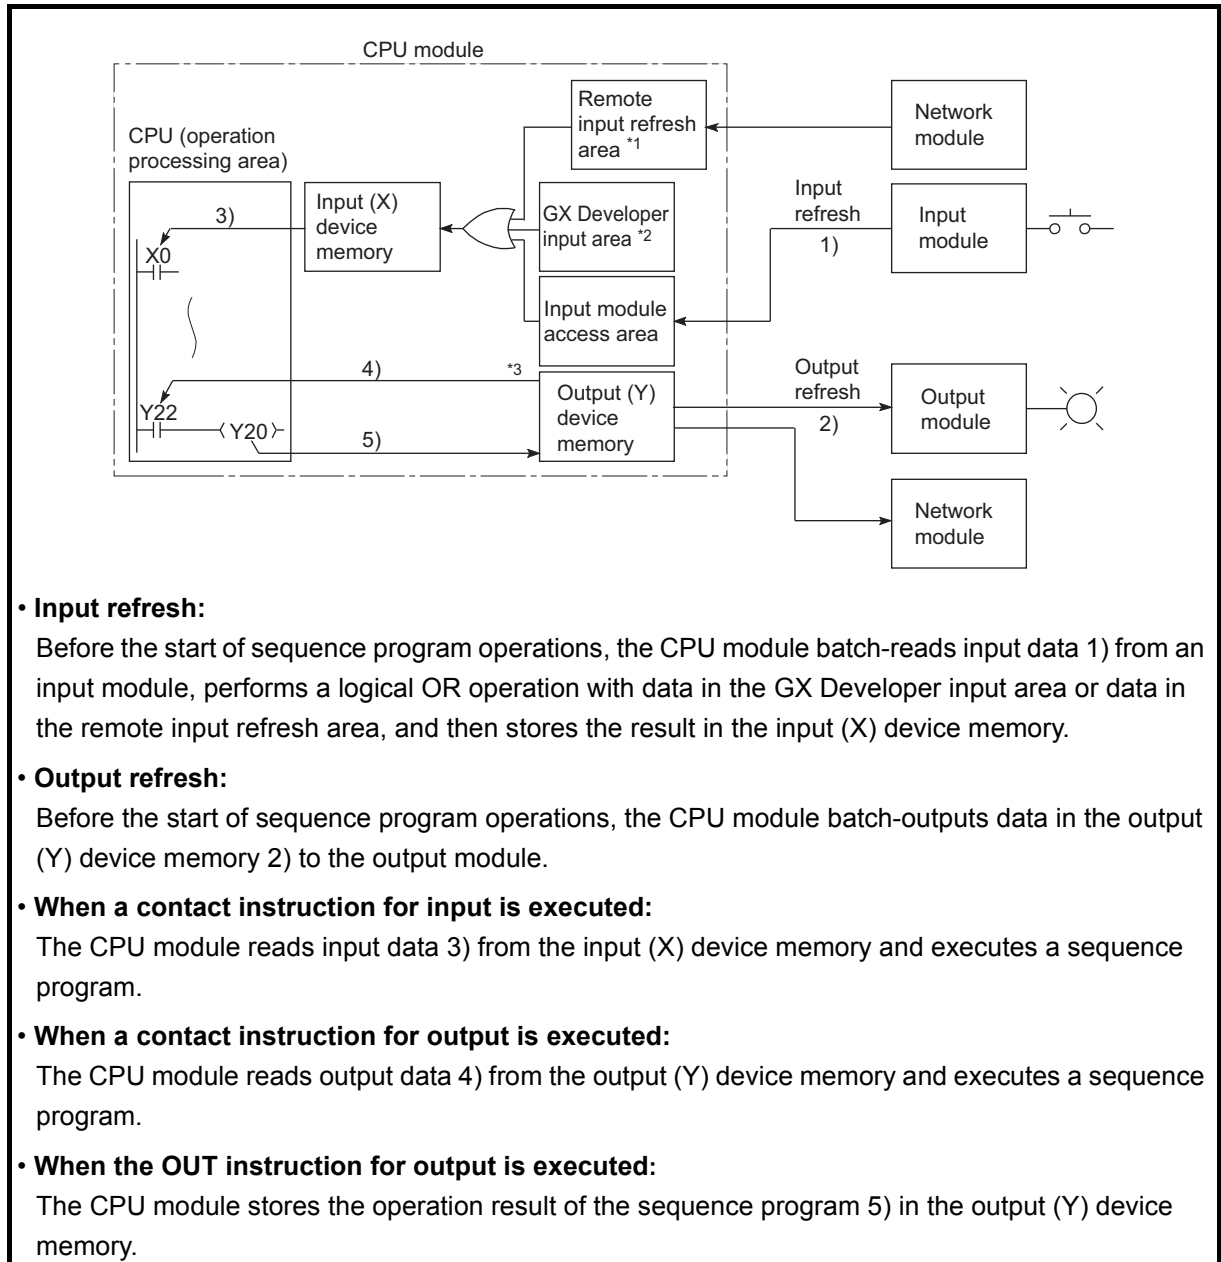 CPU module
Remote
input refresh
area *1
Network
module
CPU (operation
processing area)
Input (X)
device
memory
GX Developer
input area *2
Input
refresh
1)
Input
module
3)
X0
Input module
access area
4)
*3
Output (Y)
device
memory
Output
refresh
2)
Output
module
Y22
Y20
5)
Network
module
• Input refresh:
Before the start of sequence program operations, the CPU module batch-reads input data 1) from an
input module, performs a logical OR operation with data in the GX Developer input area or data in
the remote input refresh area, and then stores the result in the input (X) device memory.
• Output refresh:
Before the start of sequence program operations, the CPU module batch-outputs data in the output
(Y) device memory 2) to the output module.
• When a contact instruction for input is executed:
The CPU module reads input data 3) from the input (X) device memory and executes a sequence
program.
• When a contact instruction for output is executed:
The CPU module reads output data 4) from the output (Y) device memory and executes a sequence
program.
• When the OUT instruction for output is executed:
The CPU module stores the operation result of the sequence program 5) in the output (Y) device
memory.